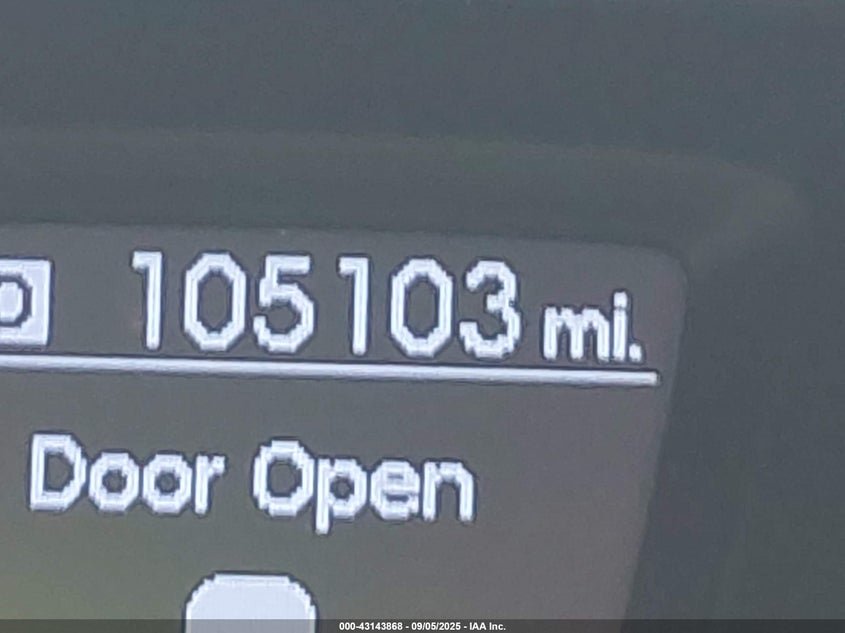 105103 mi.
Door Open
000-43143868 - 09/05/2025 - IAA Inc.